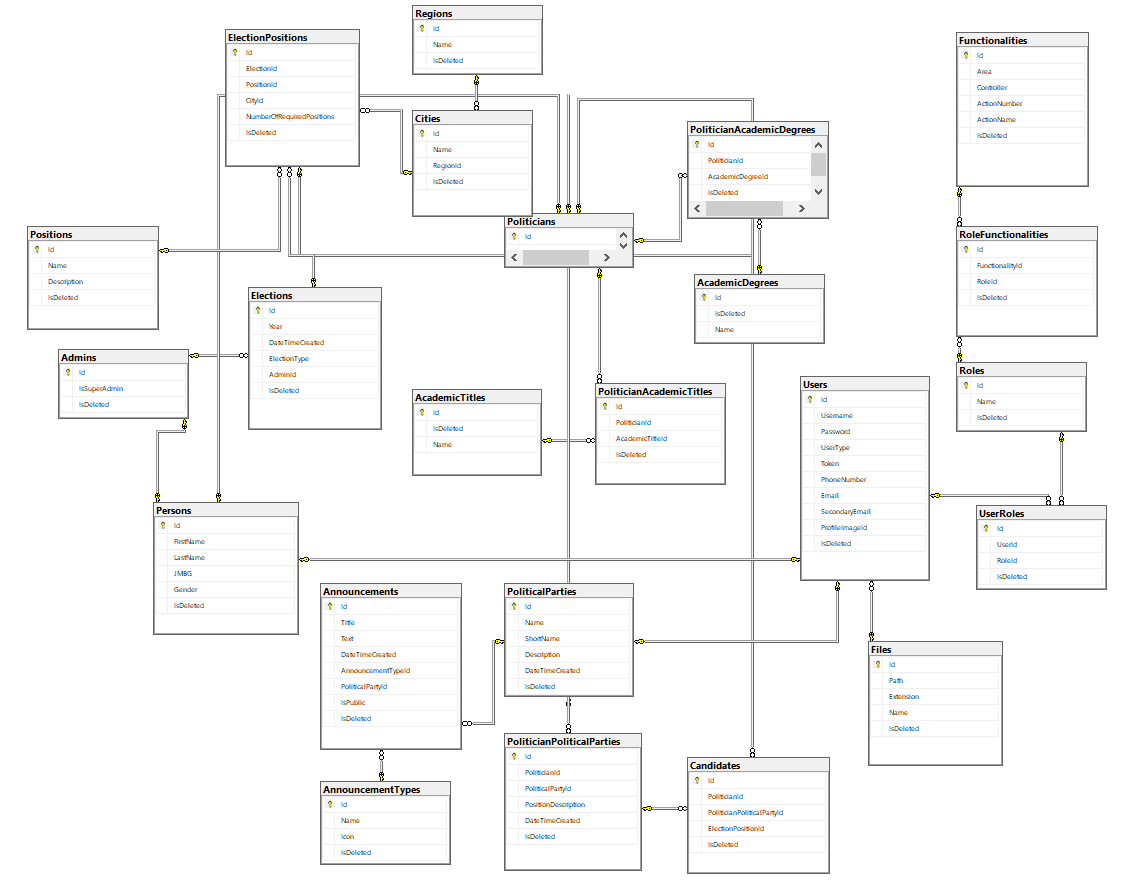 Regions
Id
Name
IsDeleted
ElectionPositions
Id
ElectionId
PositionId
CityId
NumberOfRequiredPositions
IsDeleted
Functionalities
Id
Area
Controller
ActionNumber
ActionName
IsDeleted
Cities
Id
Name
RegionId
IsDeleted
PoliticianAcademicDegrees
Id
PoliticianId
AcademicDegreeId
IsDeleted
Politicians
Id
Positions
Id
Name
Description
IsDeleted
RoleFunctionalities
Id
FunctionalityId
RoleId
IsDeleted
AcademicDegrees
Id
IsDeleted
Name
Elections
Id
Year
DateTimeCreated
ElectionType
AdminId
IsDeleted
Admins
Id
IsSuperAdmin
IsDeleted
Roles
Id
Name
IsDeleted
Users
Id
Username
Password
UserType
Token
PhoneNumber
Email
SecondaryEmail
ProfileImageId
IsDeleted
AcademicTitles
Id
IsDeleted
Name
PoliticianAcademicTitles
Id
PoliticianId
AcademicTitleId
IsDeleted
Persons
Id
FirstName
LastName
JMBG
Gender
IsDeleted
UserRoles
Id
UserId
RoleId
IsDeleted
Announcements
Id
Title
Text
DateTimeCreated
AnnouncementTypeId
PoliticalPartyId
IsPublic
IsDeleted
PoliticalParties
Id
Name
ShortName
Description
DateTimeCreated
IsDeleted
Files
Id
Path
Extension
Name
IsDeleted
PoliticianPoliticalParties
Id
PoliticianId
PoliticalPartyId
PositionDescription
DateTimeCreated
IsDeleted
Candidates
Id
PoliticianId
PoliticianPoliticalPartyId
ElectionPositionId
IsDeleted
AnnouncementTypes
Id
Name
Icon
IsDeleted